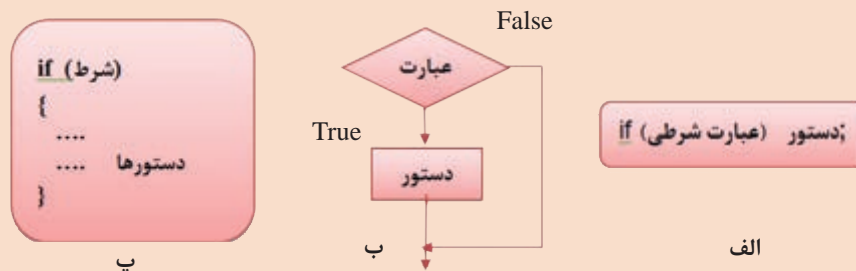 if (عبارت شرطی) دستور;
الف
False
عبارت
True
دستور
ب
if (شرط)
{
....
.... دستورها
}
پ